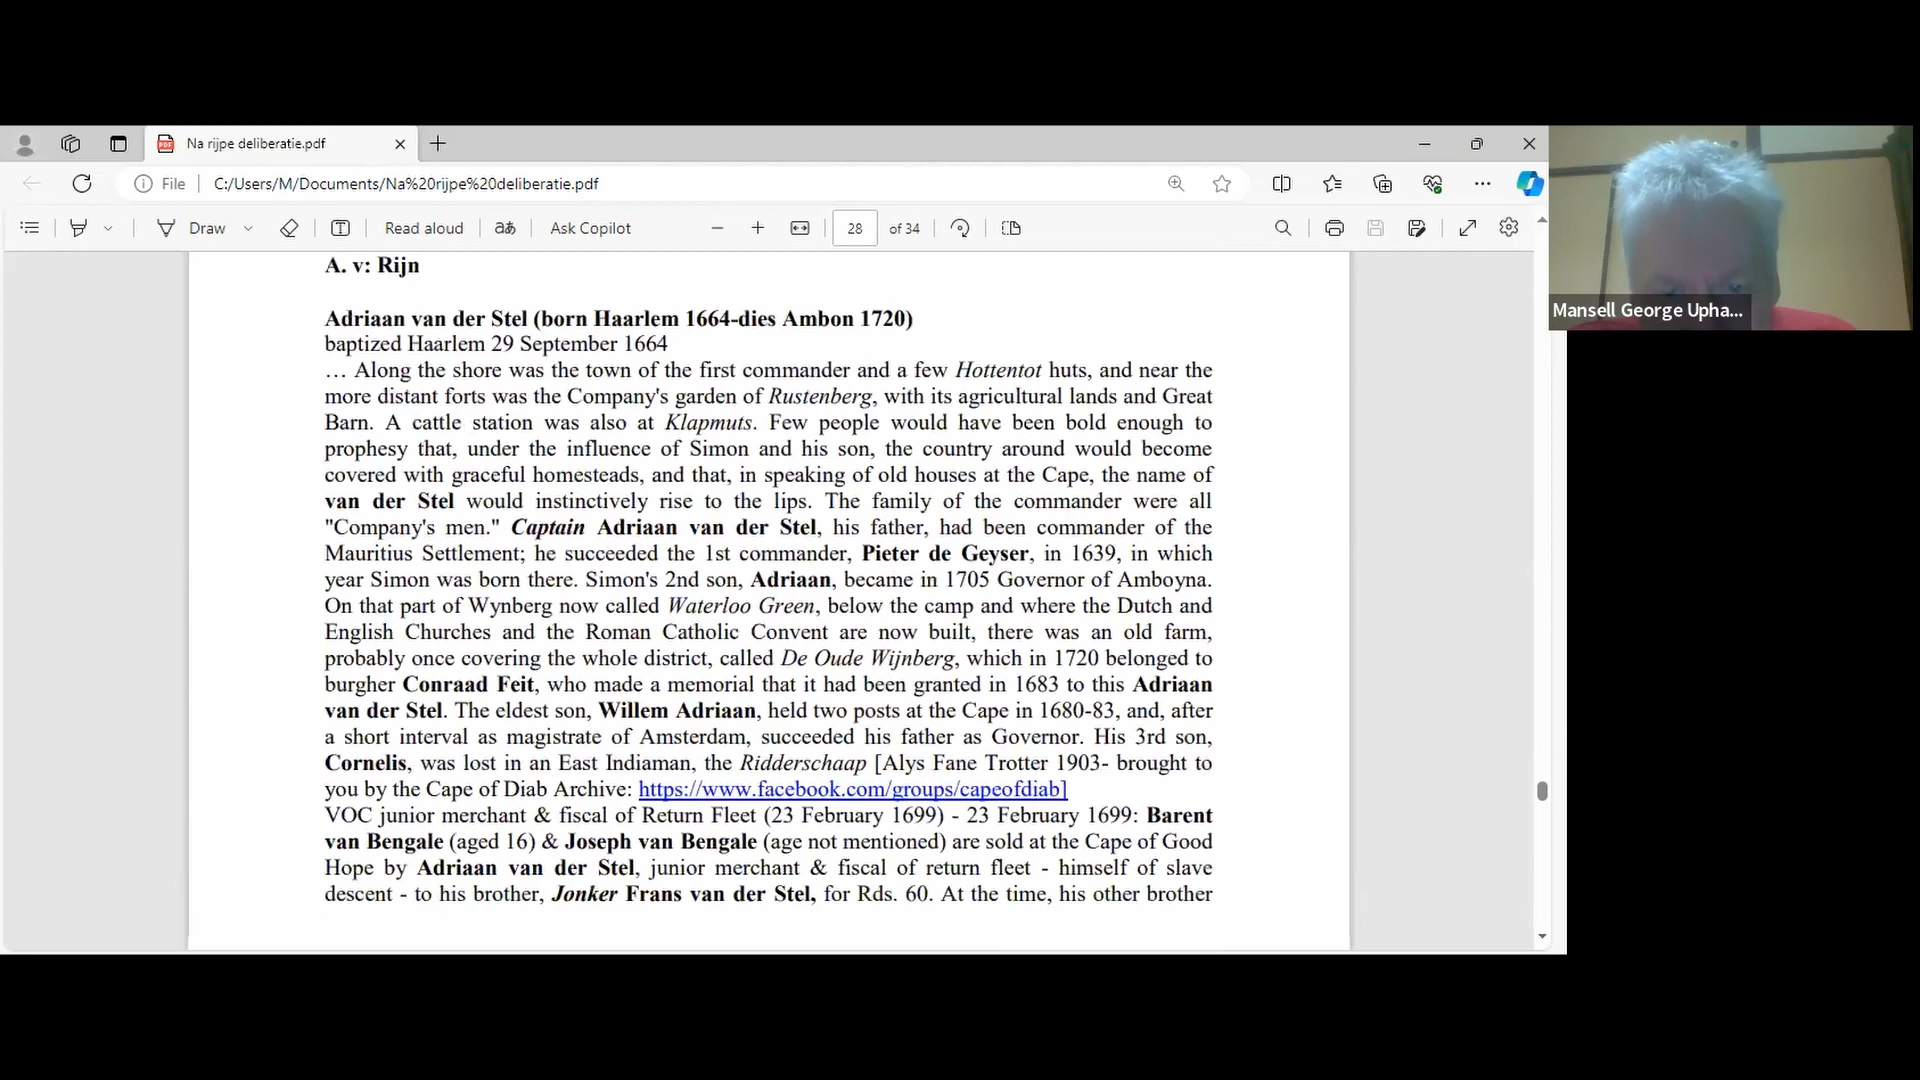 Na rijpe deliberatie.pdf
File C:/Users/M/Documents/Na%20rijpe%20deliberatie.pdf
Draw Read aloud aあ Ask Copilot 28 of 34
Mansell George Upha...
A. v: Rijn
Adriaan van der Stel (born Haarlem 1664-dies Ambon 1720)
baptized Haarlem 29 September 1664
… Along the shore was the town of the first commander and a few Hottentot huts, and near the
more distant forts was the Company's garden of Rustenberg, with its agricultural lands and Great
Barn. A cattle station was also at Klapmuts. Few people would have been bold enough to
prophesy that, under the influence of Simon and his son, the country around would become
covered with graceful homesteads, and that, in speaking of old houses at the Cape, the name of
van der Stel would instinctively rise to the lips. The family of the commander were all
"Company's men." Captain Adriaan van der Stel, his father, had been commander of the
Mauritius Settlement; he succeeded the 1st commander, Pieter de Geyser, in 1639, in which
year Simon was born there. Simon's 2nd son, Adriaan, became in 1705 Governor of Amboyna.
On that part of Wynberg now called Waterloo Green, below the camp and where the Dutch and
English Churches and the Roman Catholic Convent are now built, there was an old farm,
probably once covering the whole district, called De Oude Wijnberg, which in 1720 belonged to
burgher Conraad Feit, who made a memorial that it had been granted in 1683 to this Adriaan
van der Stel. The eldest son, Willem Adriaan, held two posts at the Cape in 1680-83, and, after
a short interval as magistrate of Amsterdam, succeeded his father as Governor. His 3rd son,
Cornelis, was lost in an East Indiaman, the Ridderschaap [Alys Fane Trotter 1903- brought to
you by the Cape of Diab Archive: https://www.facebook.com/groups/capeofdiab]
VOC junior merchant & fiscal of Return Fleet (23 February 1699) - 23 February 1699: Barent
van Bengale (aged 16) & Joseph van Bengale (age not mentioned) are sold at the Cape of Good
Hope by Adriaan van der Stel, junior merchant & fiscal of return fleet - himself of slave
descent - to his brother, Jonker Frans van der Stel, for Rds. 60. At the time, his other brother